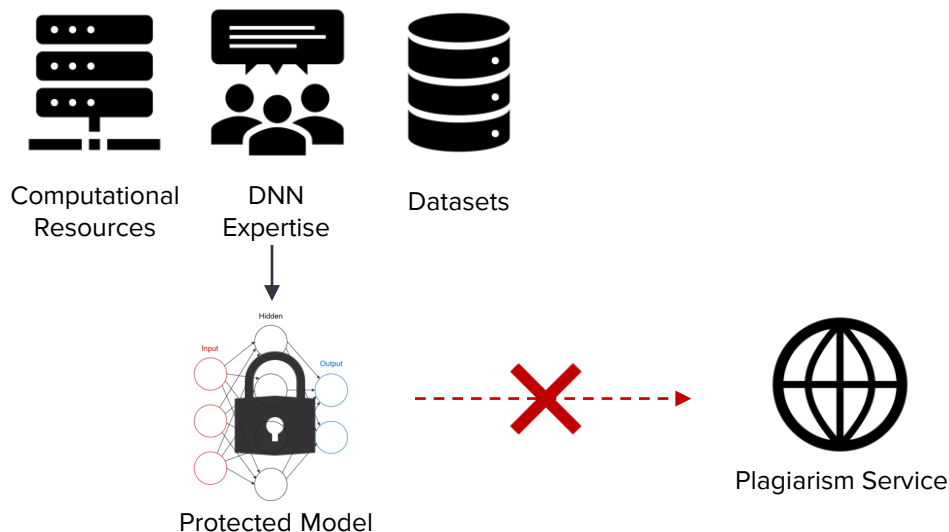 Computational
Resources
DNN
Expertise
Datasets
Hidden
Input
Output
Protected Model
Plagiarism Service